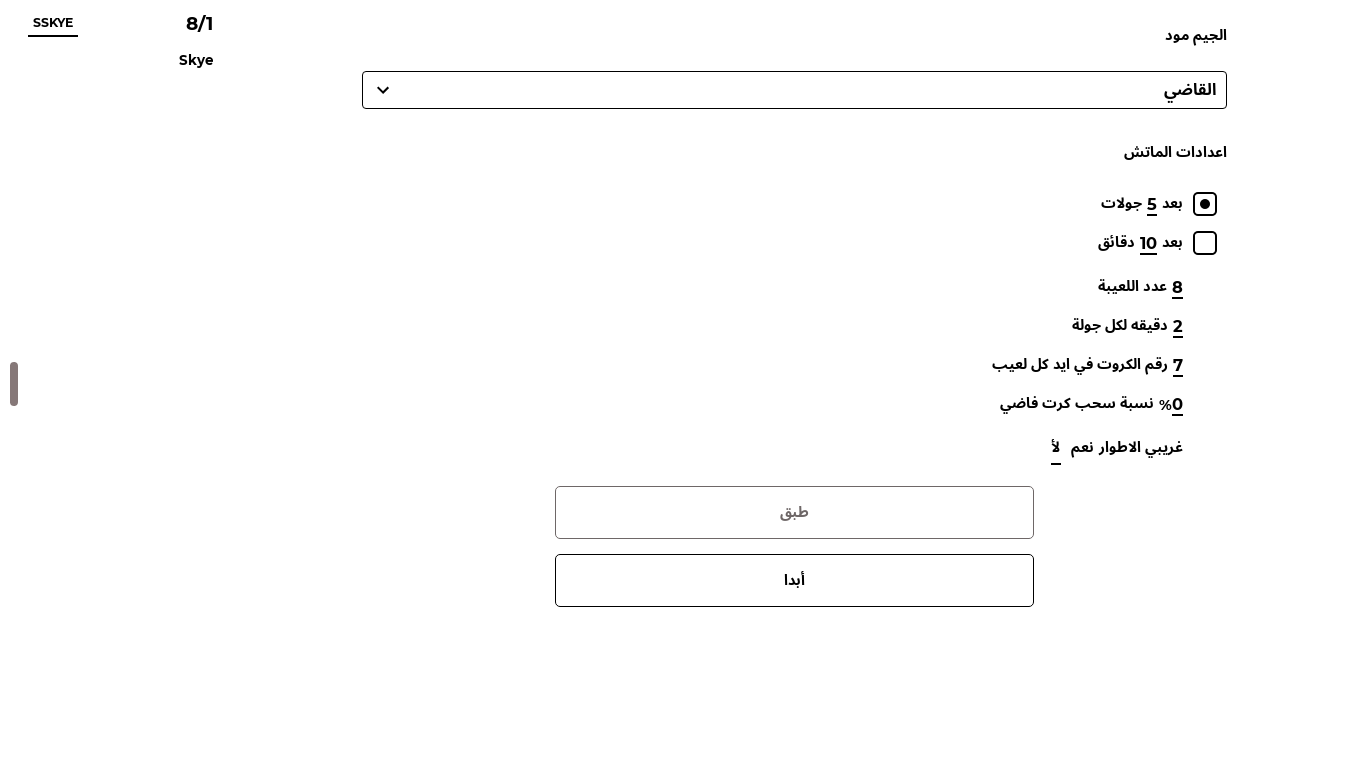 الجيم مود
القاضي
اعدادات الماتش
بعد 5 جولات
بعد 10 دقائق
8 عدد اللعيبة
2 دقيقه لكل جولة
7 رقم الكروت في ايد كل لعيب
0% نسبة سحب كرت فاضي
غريبي الاطوار نعم لأ
طبق
أبدا
8/1
Skye
SSKYE